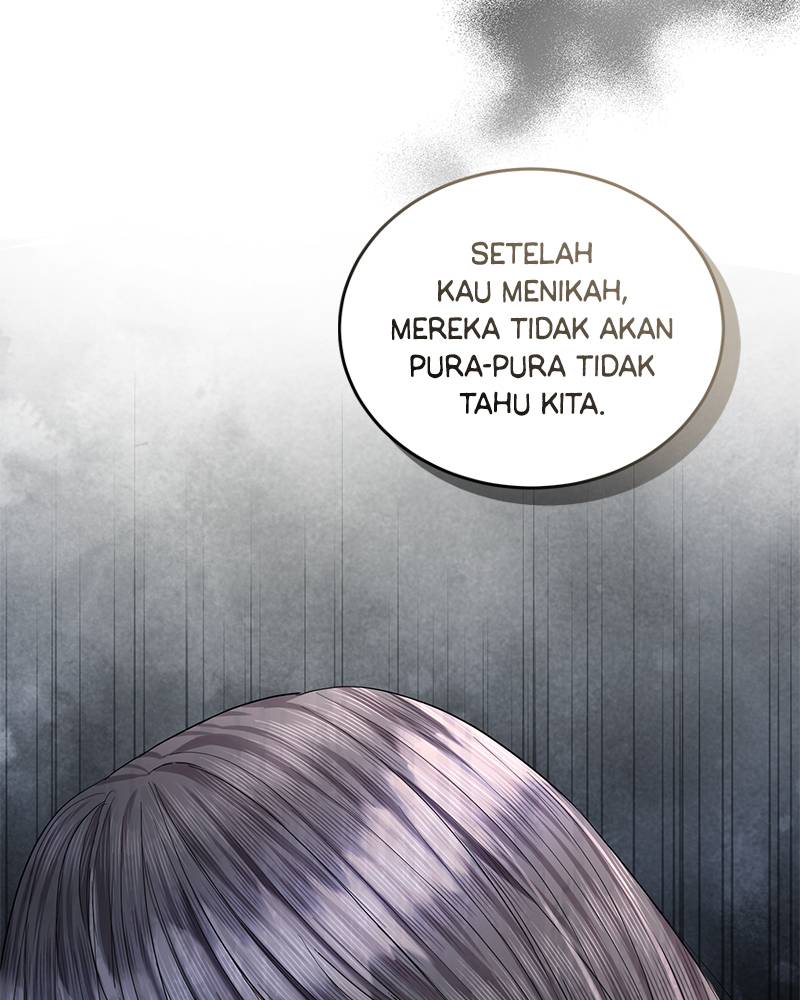 SETELAH
KAU MENIKAH,
MEREKA TIDAK AKAN
PURA-PURA TIDAK
TAHU KITA.